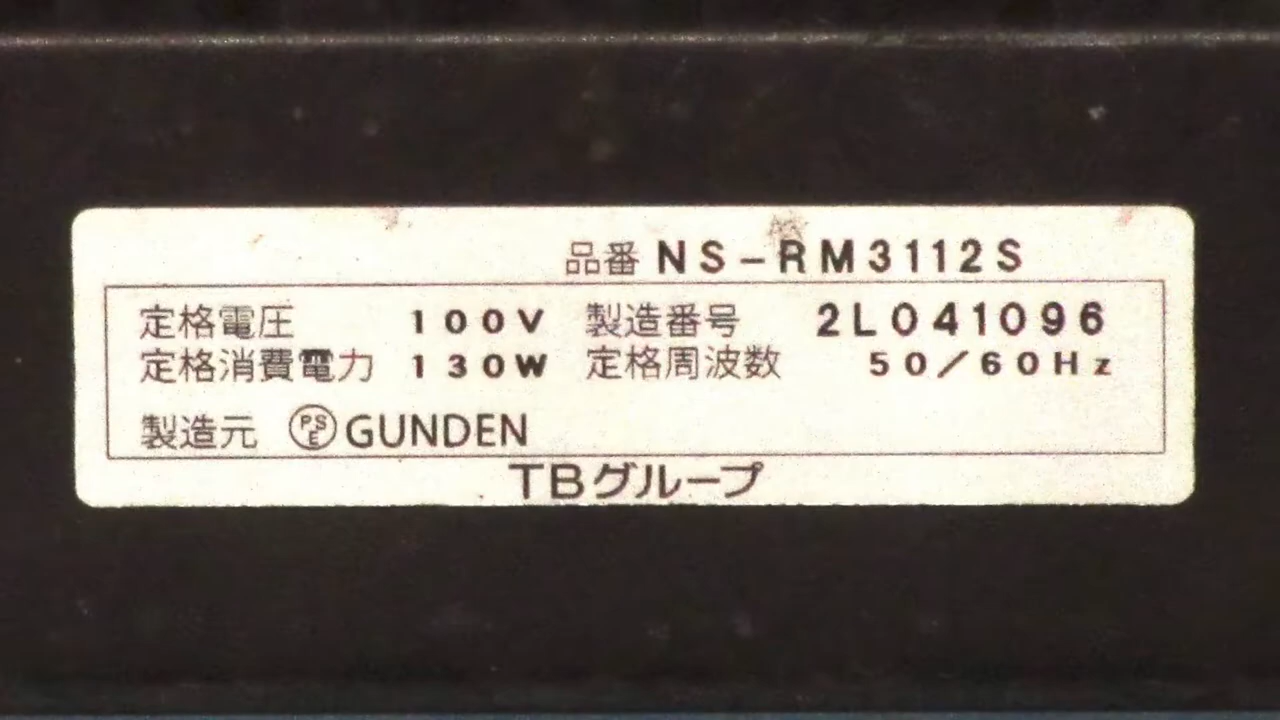 品番 NS-RM3112S
定格電圧 100V 製造番号 2L041096
定格消費電力 130W 定格周波数 50/60Hz
製造元 PSE GUNDEN
TBグループ